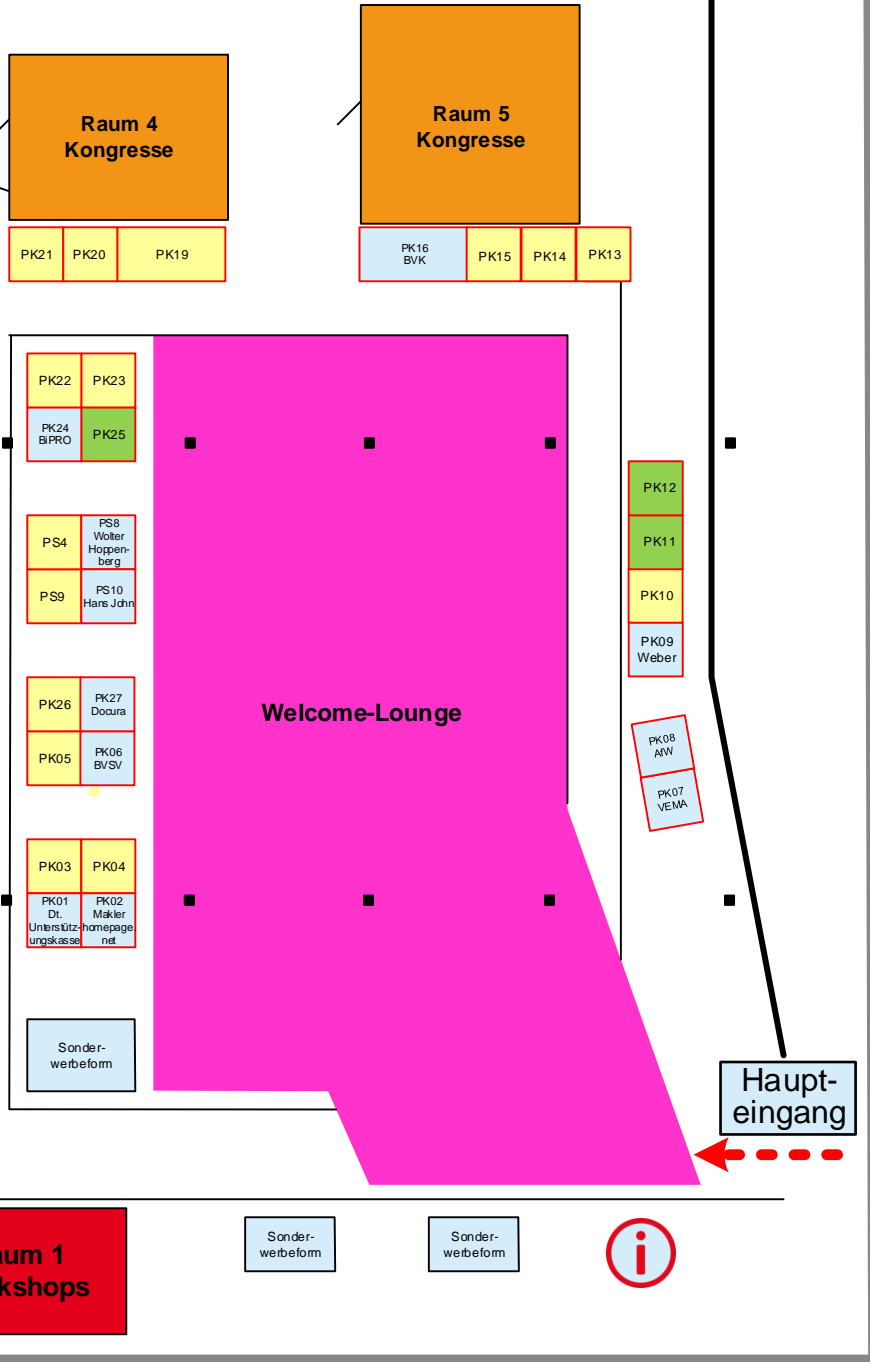 Raum 4
Kongresse
Raum 5
Kongresse
PK21
PK20
PK19
PK16
BVK
PK15
PK14
PK13
PK22
PK23
PK24
BiPRO
PK25
PS4
PS8
Wolter
Hoppen-
berg
PS9
PS10
Hans John
PK12
PK11
PK10
PK09
Weber
PK26
PK27
Docura
PK05
PK06
BVSV
Welcome-Lounge
PK08
AfW
PK07
VEMA
PK03
PK04
PK01
Dt.
Unterstütz-
ungskasse
PK02
Makler
homepage.
net
Sonder-
werbeform
Haupt-
eingang
aum 1
kshops
Sonder-
werbeform
Sonder-
werbeform
i